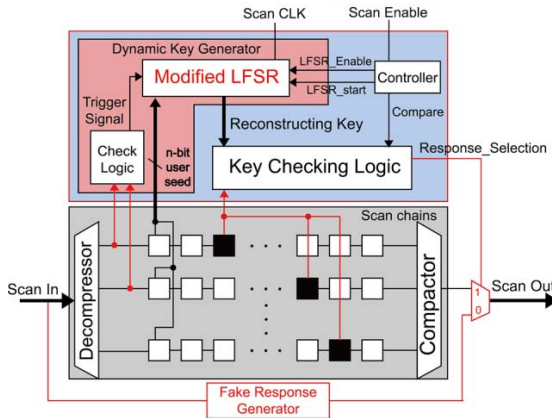 Scan CLK
Scan Enable
Dynamic Key Generator
Modified LFSR
LFSR_Enable
LFSR_start
Controller
Trigger
Signal
Reconstructing Key
Compare
Check
Logic
n-bit
user
seed
Key Checking Logic
Response_Selection
Scan chains
Scan In
Decompressor
Compactor
1
0
Scan Out
Fake Response
Generator